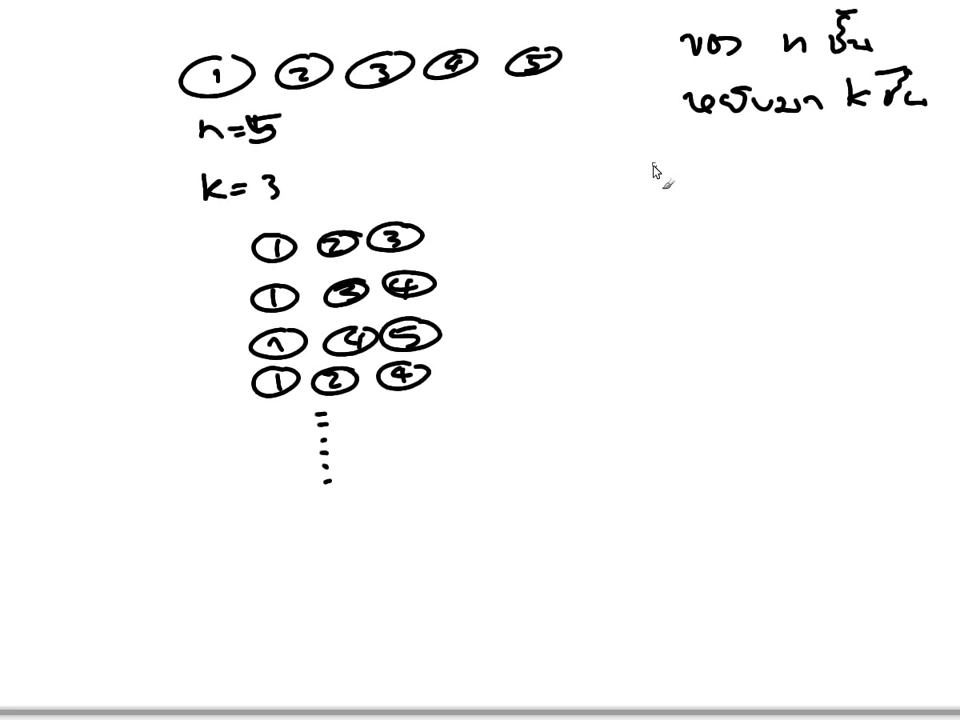 1 2 3 4 5
ของ n ชิ้น
หยิบมา k ชิ้น
n=5
k=3
1 2 3
1 3 4
1 4 5
1 2 4